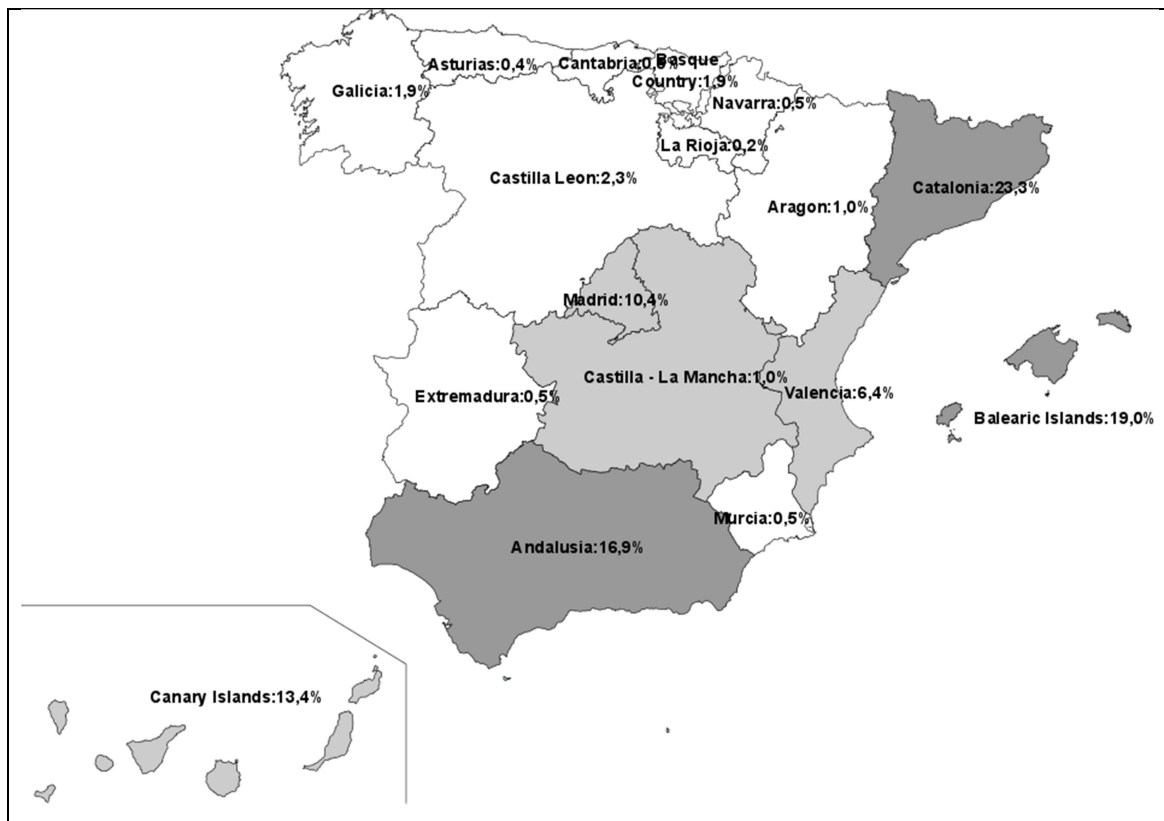 Asturias:0,4%
Cantabria:0,
Basque
Country:1,9%
Galicia:1,9%
Navarra:0,5%
La Rioja:0,2%
Castilla Leon:2,3%
Catalonia:23,3%
Aragon:1,0%
Madrid:10,4%
Castilla - La Mancha:1,0%
Extremadura:0,5%
Valencia:6,4%
Balearic Islands:19,0%
Murcia:0,5%
Andalusia:16,9%
Canary Islands:13,4%